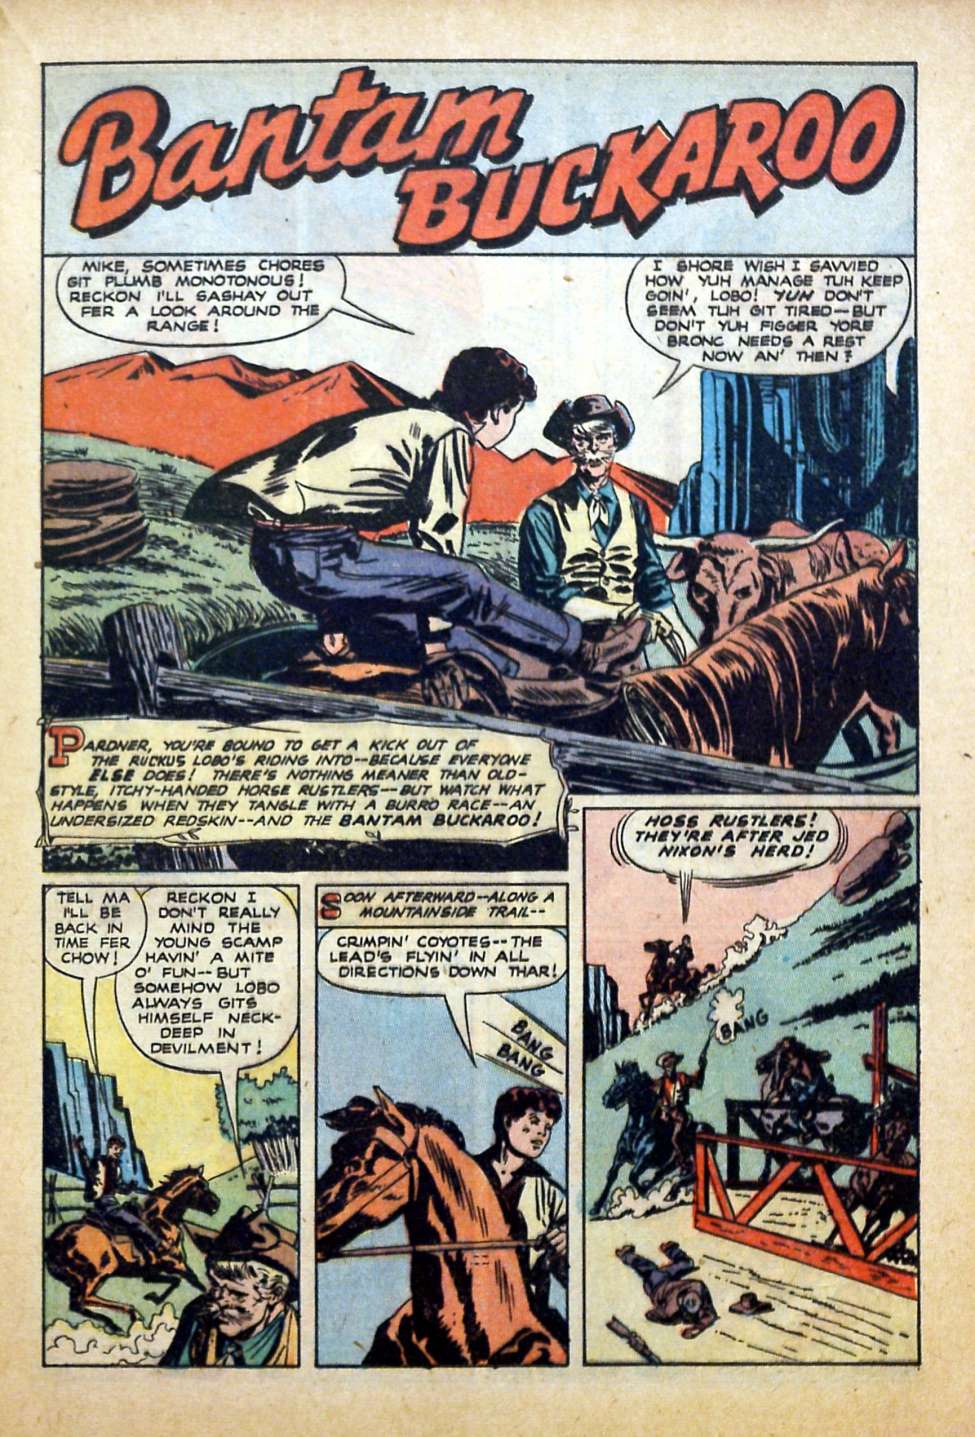 Bantam
BUCKAROO
MIKE, SOMETIMES CHORES
GIT PLUMB MONOTONOUS!
RECKON I'LL SASHAY OUT
FER A LOOK AROUND THE
RANGE!
I SHORE WISH I SAVVIED
HOW YUH MANAGE TUH KEEP
GOIN', LOBO! YUH DON'T
SEEM TUH GIT TIRED--BUT
DON'T YUH FIGGER YORE
BRONC NEEDS A REST
NOW AN' THEN?
PARDNER, YOU'RE BOUND TO GET A KICK OUT OF
THE RUCKUS LOBO'S RIDING INTO--BECAUSE EVERYONE
ELSE DOES! THERE'S NOTHING MEANER THAN OLD-
STYLE, ITCHY-HANDED HORSE RUSTLERS--BUT WATCH WHAT
HAPPENS WHEN THEY TANGLE WITH A BURRO RACE--AN
UNDERSIZED REDSKIN--AND THE BANTAM BUCKAROO!
TELL MA
I'LL BE
BACK IN
TIME FER
CHOW!
RECKON I
DON'T REALLY
MIND THE
YOUNG SCAMP
HAVIN' A MITE
O' FUN--BUT
SOMEHOW LOBO
ALWAYS GITS
HIMSELF NECK-
DEEP IN
DEVILMENT!
SOON AFTERWARD--ALONG A
MOUNTAINSIDE TRAIL--
CRIMPIN' COYOTES--THE
LEAD'S FLYIN' IN ALL
DIRECTIONS DOWN THAR!
BANG
BANG
HOSS RUSTLERS!
THEY'RE AFTER JED
NIXON'S HERD!
BANG